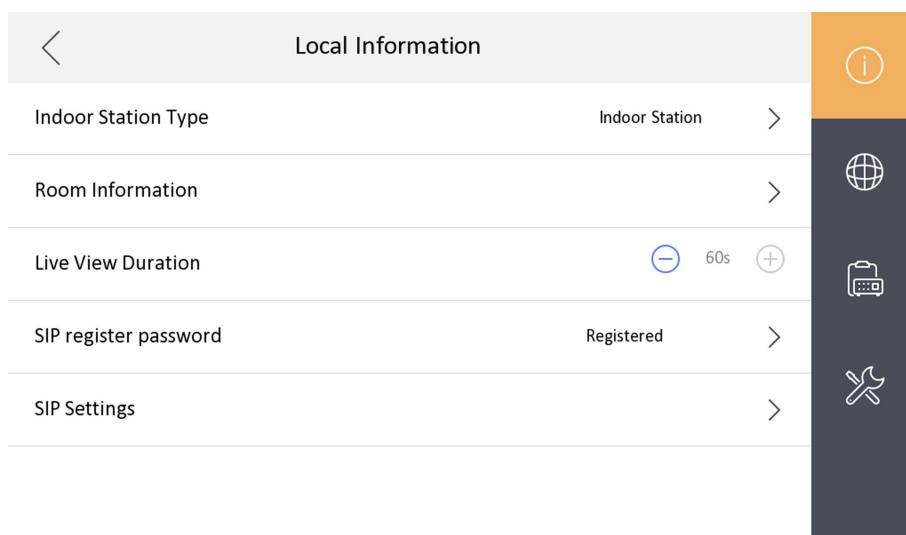 Local Information
Indoor Station Type Indoor Station
Room Information
Live View Duration 60s
SIP register password Registered
SIP Settings